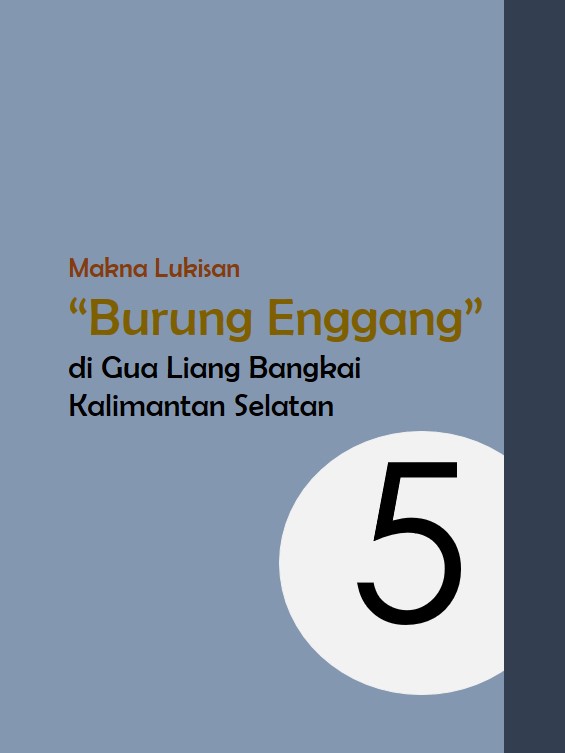 Makna Lukisan
“Burung Enggang”
di Gua Liang Bangkai
Kalimantan Selatan
5